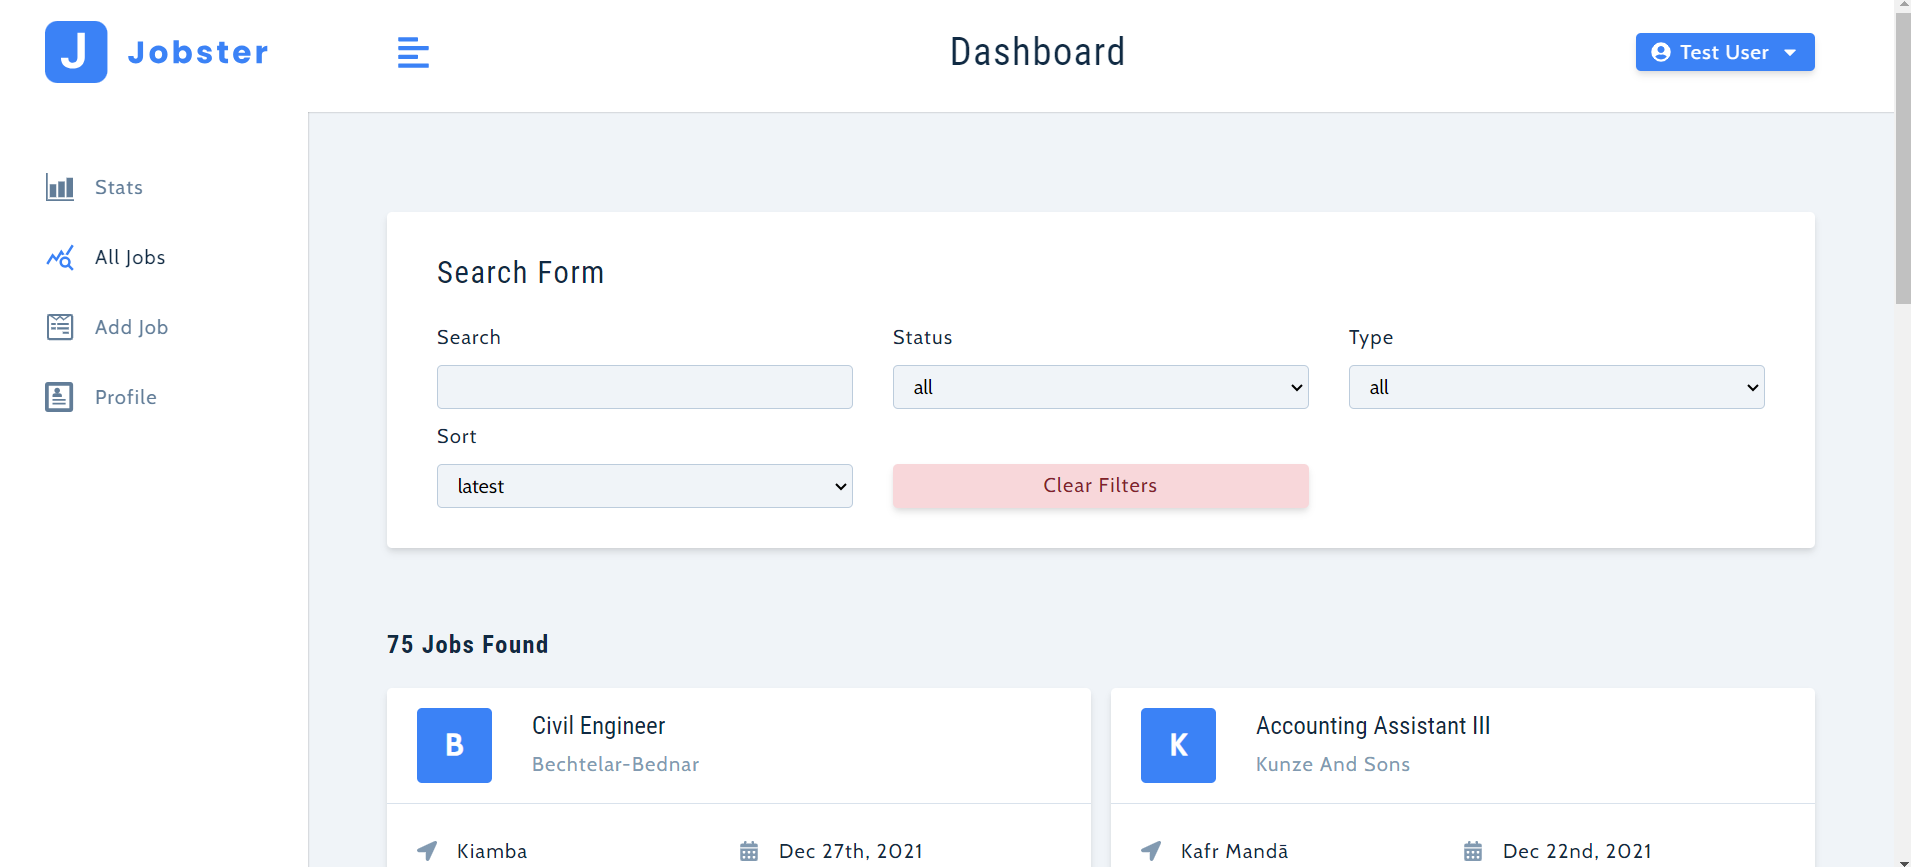 J Jobster
Dashboard
Test User
Stats
All Jobs
Add Job
Profile
Search Form
Search
Status
Type
all
all
Sort
latest
Clear Filters
75 Jobs Found
B
Civil Engineer
Bechtelar-Bednar
Kiamba
Dec 27th, 2021
K
Accounting Assistant III
Kunze And Sons
Kafr Mandā
Dec 22nd, 2021